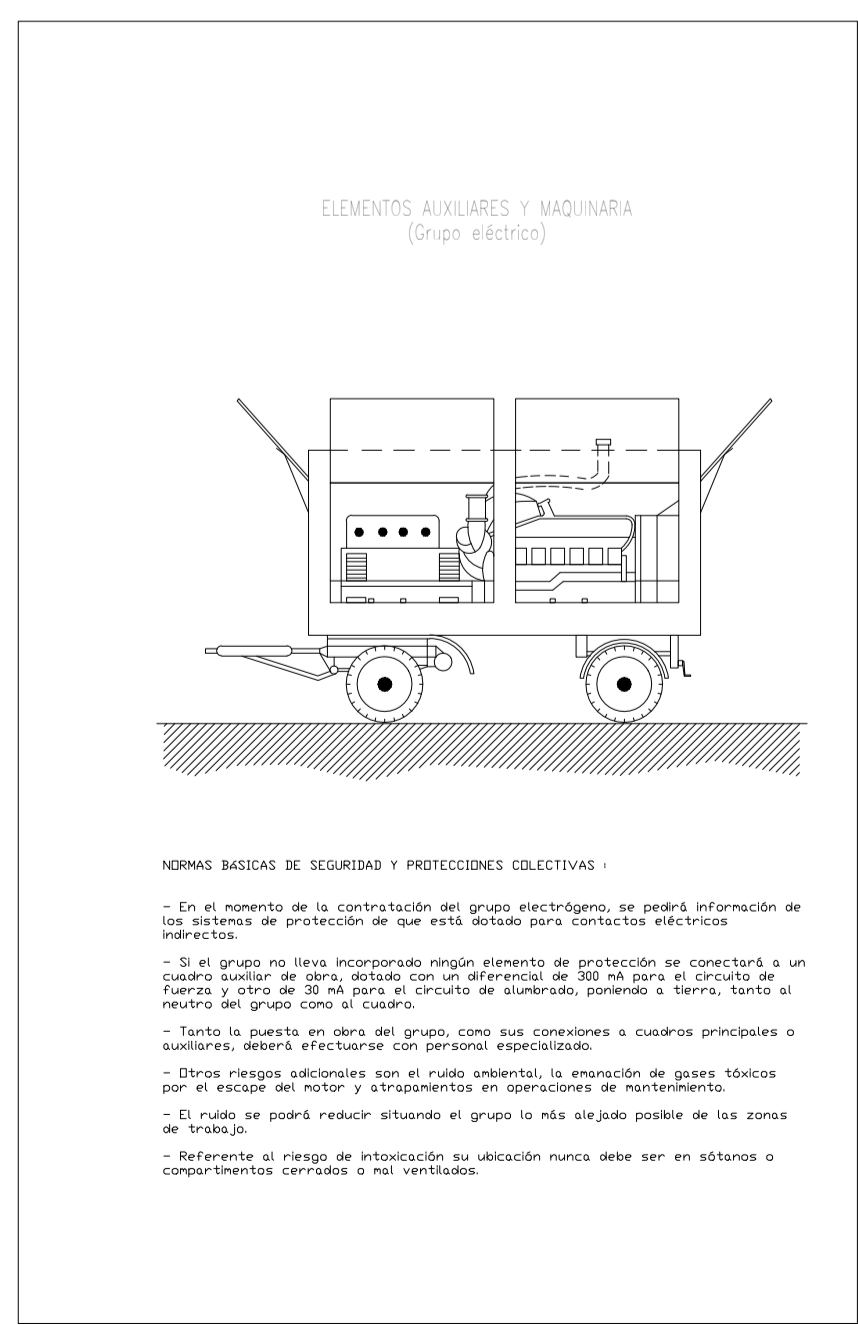 ELEMENTOS AUXILIARES Y MAQUINARIA
(Grupo eléctrico)
NORMAS BÁSICAS DE SEGURIDAD Y PROTECCIONES COLECTIVAS :
- En el momento de la contratación del grupo electrógeno, se pedirá información de
los sistemas de protección de que está dotado para contactos eléctricos
indirectos.
- Si el grupo no lleva incorporado ningún elemento de protección se conectará a un
cuadro auxiliar de obra, dotado con un diferencial de 300 mA para el circuito de
fuerza y otro de 30 mA para el circuito de alumbrado, poniendo a tierra, tanto al
neutro del grupo como al cuadro.
- Tanto la puesta en obra del grupo, como sus conexiones a cuadros principales o
auxiliares, deberá efectuarse con personal especializado.
- Otros riesgos adicionales son el ruido ambiental, la emanación de gases tóxicos
por el escape del motor y atrapamientos en operaciones de mantenimiento.
- El ruido se podrá reducir situando el grupo lo más alejado posible de las zonas
de trabajo.
- Referente al riesgo de intoxicación su ubicación nunca debe ser en sótanos o
compartimentos cerrados o mal ventilados.